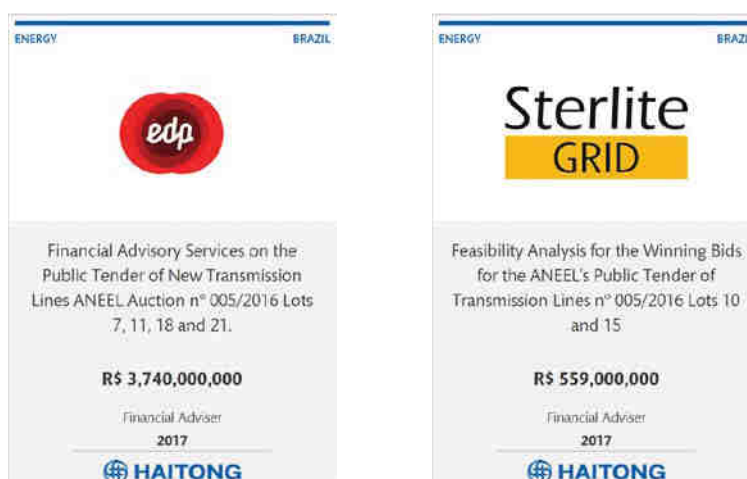 ENERGY BRAZIL
edp
Financial Advisory Services on the
Public Tender of New Transmission
Lines ANEEL Auction nº 005/2016 Lots
7, 11, 18 and 21.
R$ 3,740,000,000
Financial Adviser
2017
HAITONG
ENERGY BRAZI
Sterlite
GRID
Feasibility Analysis for the Winning Bids
for the ANEEL's Public Tender of
Transmission Lines nº 005/2016 Lots 10
and 15
R$ 559,000,000
Financial Adviser
2017
HAITONG